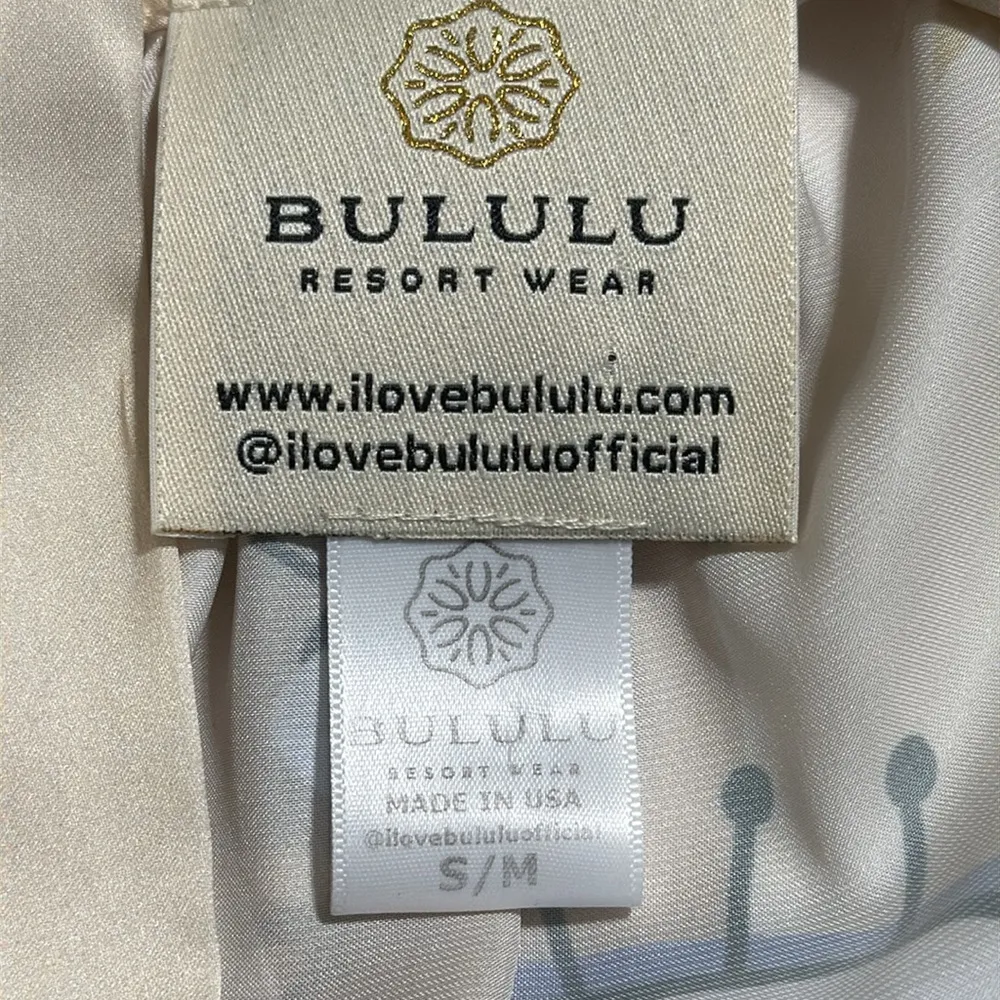 BULULU
RESORT WEAR
www.ilovebululu.com
@ilovebululuofficial
BULULU
RESORT WEAR
MADE IN USA
@ilovebululuofficial
S/M